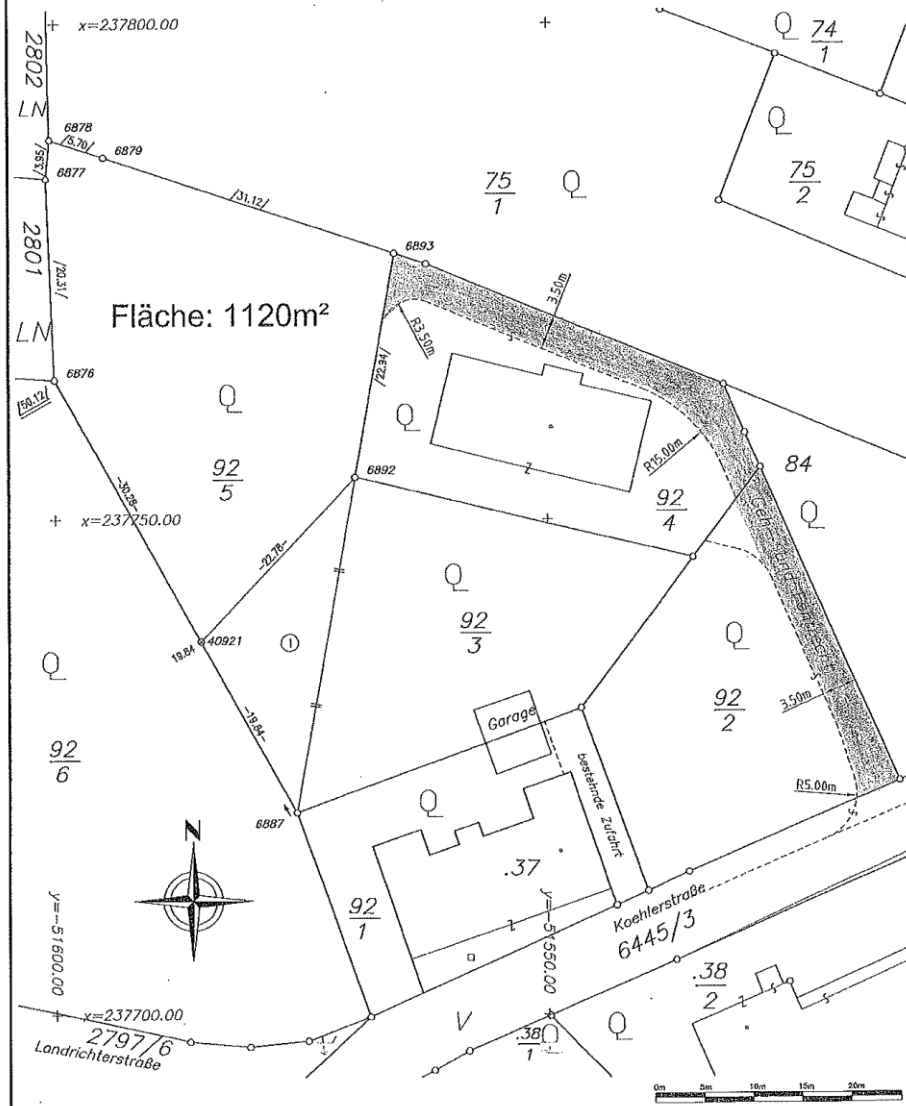 x=237800.00
2802
LN
6878
/5.70/
6879
/3.95/
6877
/31.12/
2801
/20.31/
LN
Fläche: 1120m²
6893
75
1
74
1
75
2
3.50m
R3.50m
/22.94/
6876
/50.12/
92
5
-30.28-
x=237750.00
6892
-22.78-
R15.00m
92
4
84
Geh- und Fahrrecht
40921
19.84
1
92
3
-19.84-
92
6
92
2
3.50m
Garage
bestehnde Zufahrt
R5.00m
6887
N
92
1
.37
y=-51600.00
y=-51550.00
Koehlerstraße
6445/3
.38
2
x=237700.00
2797/6
Landrichterstraße
V
.38
1
0m 5m 10m 15m 20m